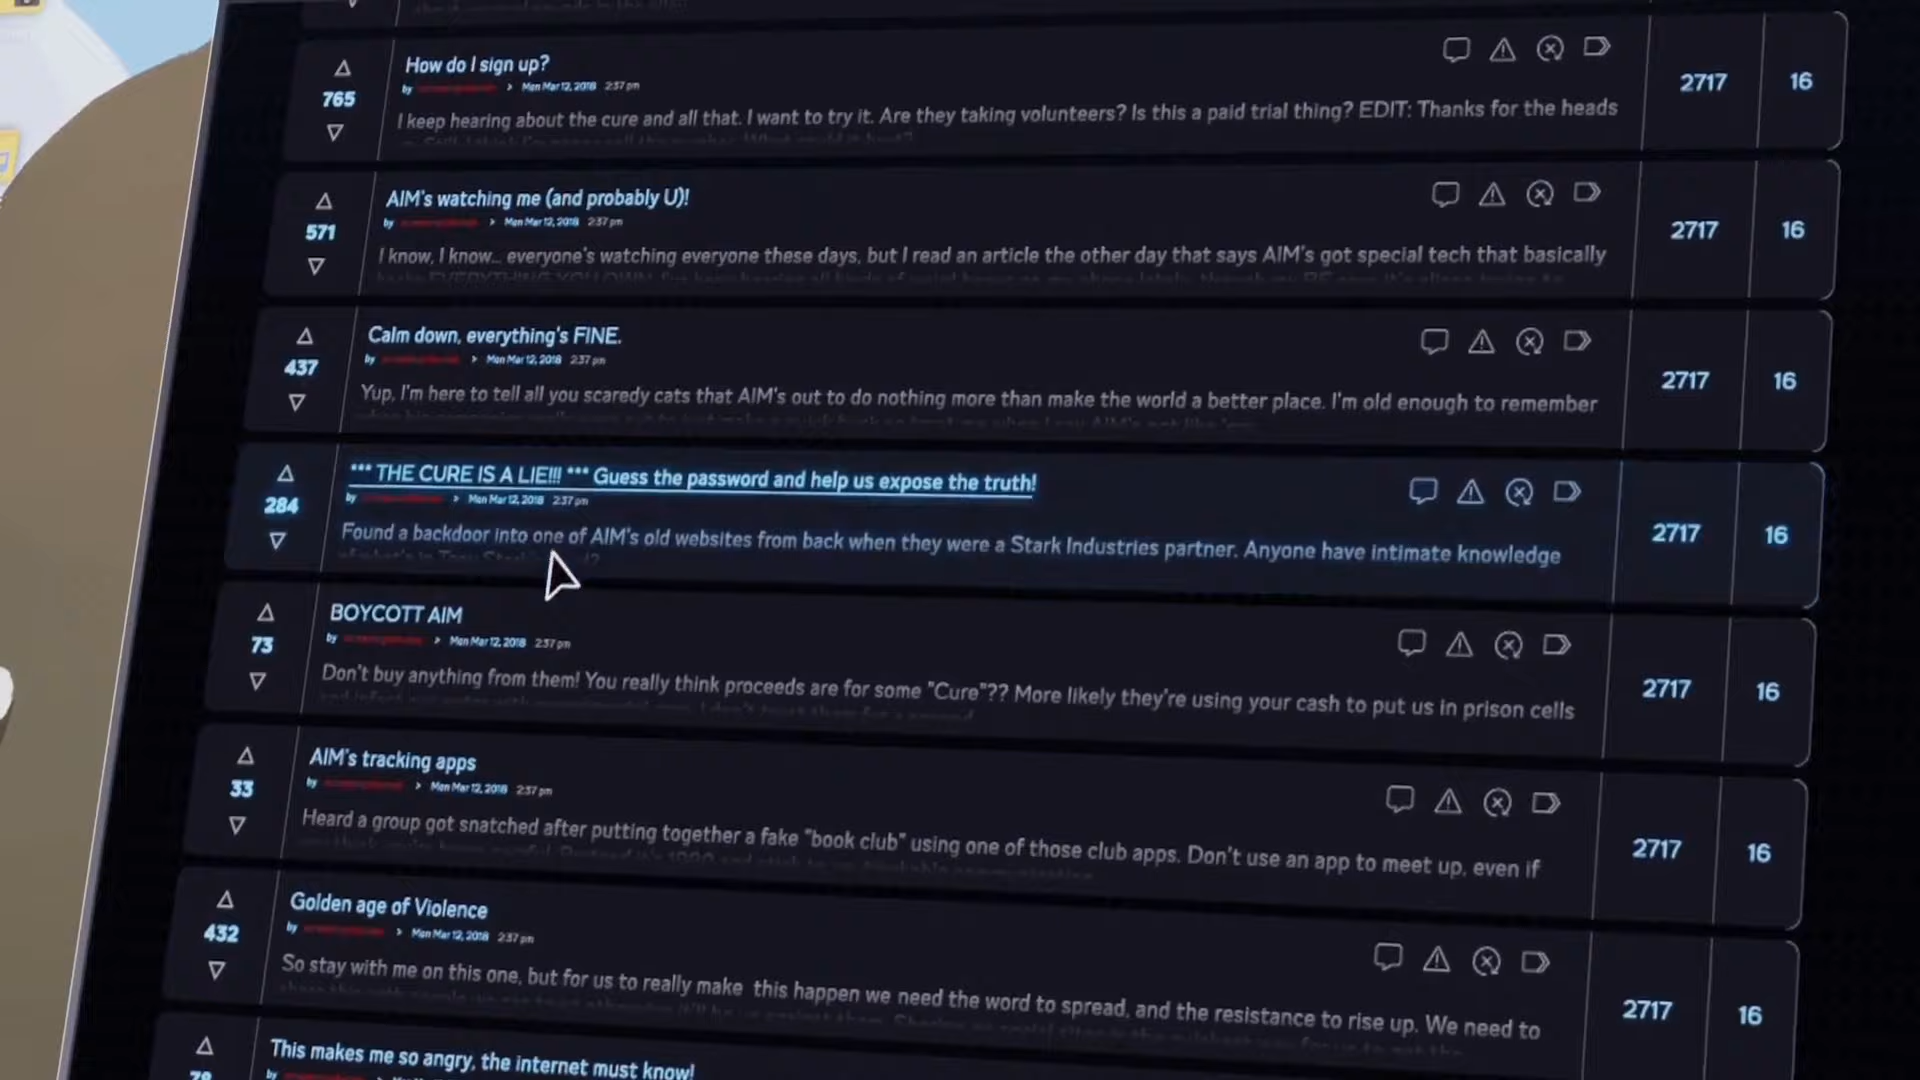 How do I sign up?
by > Mon Mar 12, 2018 2:37 pm
765
I keep hearing about the cure and all that. I want to try it. Are they taking volunteers? Is this a paid trial thing? EDIT: Thanks for the heads
2717 16
AIM's watching me (and probably U)!
by > Mon Mar 12, 2018 2:37 pm
571
I know, I know... everyone's watching everyone these days, but I read an article the other day that says AIM's got special tech that basically
2717 16
Calm down, everything's FINE.
by > Mon Mar 12, 2018 2:37 pm
437
Yup, I'm here to tell all you scaredy cats that AIM's out to do nothing more than make the world a better place. I'm old enough to remember
2717 16
*** THE CURE IS A LIE!!! *** Guess the password and help us expose the truth!
by > Mon Mar 12, 2018 2:37 pm
284
Found a backdoor into one of AIM's old websites from back when they were a Stark Industries partner. Anyone have intimate knowledge
2717 16
BOYCOTT AIM
by > Mon Mar 12, 2018 2:37 pm
73
Don't buy anything from them! You really think proceeds are for some "Cure"?? More likely they're using your cash to put us in prison cells
2717 16
AIM's tracking apps
by > Mon Mar 12, 2018 2:37 pm
33
Heard a group got snatched after putting together a fake "book club" using one of those club apps. Don't use an app to meet up, even if
2717 16
Golden age of Violence
by > Mon Mar 12, 2018 2:37 pm
432
So stay with me on this one, but for us to really make this happen we need the word to spread, and the resistance to rise up. We need to
2717 16
This makes me so angry, the internet must know!
by